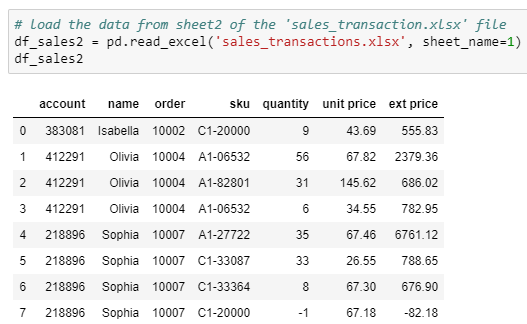 # Load the data from sheet2 of the 'sales_transaction.xlsx' file
df_sales2 = pd.read_excel('sales_transactions.xlsx', sheet_name=1)
df_sales2
account name order sku quantity unit price ext price
0 383081 Isabella 10002 C1-20000 9 43.69 555.83
1 412291 Olivia 10004 A1-06532 56 67.82 2379.36
2 412291 Olivia 10004 A1-82801 31 145.62 686.02
3 412291 Olivia 10004 A1-06532 6 34.55 782.95
4 218896 Sophia 10007 A1-27722 35 67.46 6761.12
5 218896 Sophia 10007 C1-33087 33 26.55 788.65
6 218896 Sophia 10007 C1-33364 8 67.30 676.90
7 218896 Sophia 10007 C1-20000 -1 67.18 -82.18